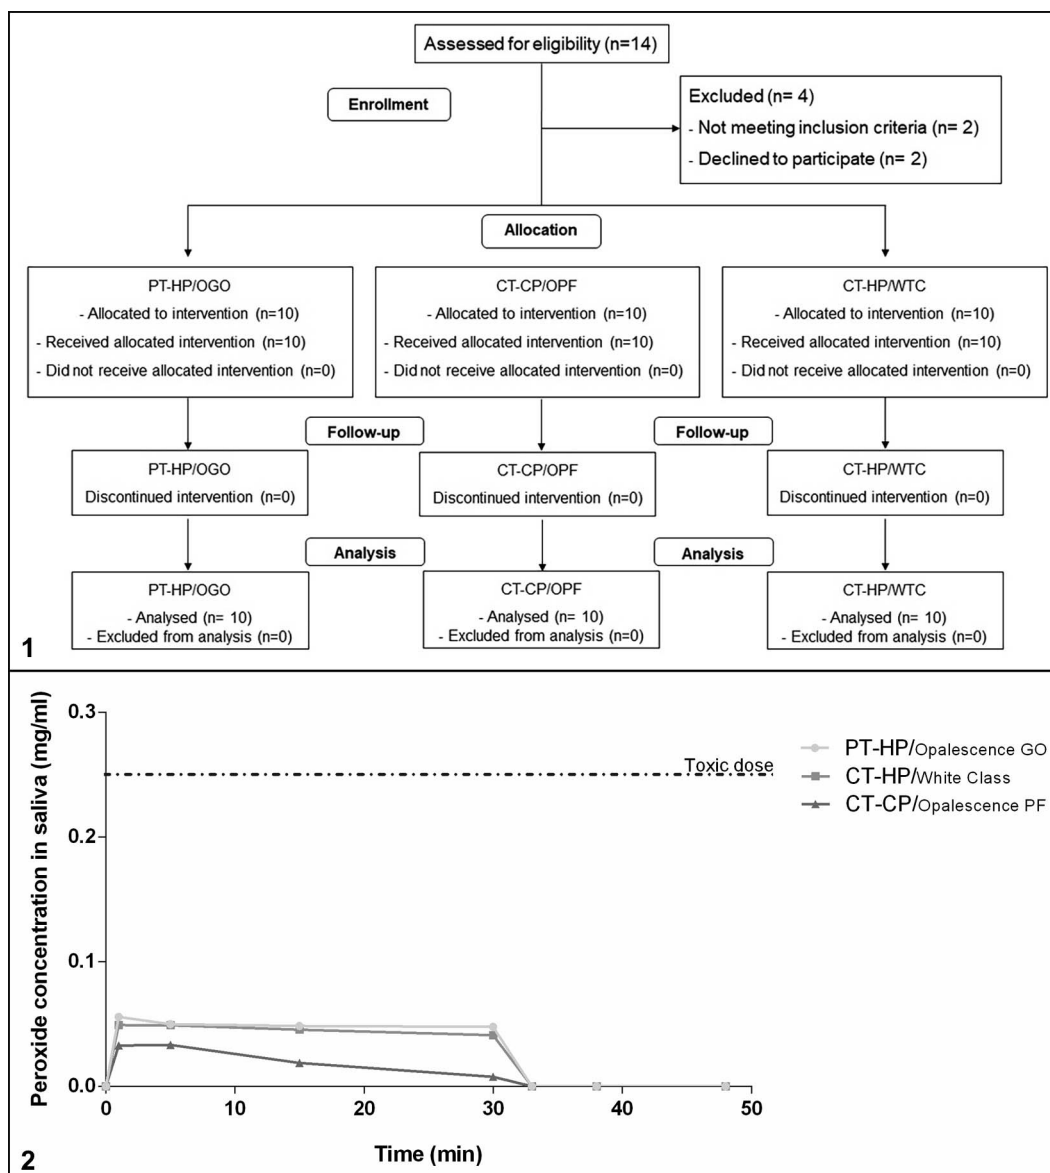 Assessed for eligibility (n=14)
Enrollment
Excluded (n= 4)
- Not meeting inclusion criteria (n= 2)
- Declined to participate (n= 2)
Allocation
PT-HP/OGO
- Allocated to intervention (n=10)
- Received allocated intervention (n=10)
- Did not receive allocated intervention (n=0)
CT-CP/OPF
- Allocated to intervention (n=10)
- Received allocated intervention (n=10)
- Did not receive allocated intervention (n=0)
CT-HP/WTC
- Allocated to intervention (n=10)
- Received allocated intervention (n=10)
- Did not receive allocated intervention (n=0)
Follow-up
Follow-up
PT-HP/OGO
Discontinued intervention (n=0)
CT-CP/OPF
Discontinued intervention (n=0)
CT-HP/WTC
Discontinued intervention (n=0)
Analysis
Analysis
PT-HP/OGO
- Analysed (n= 10)
- Excluded from analysis (n=0)
CT-CP/OPF
- Analysed (n= 10)
- Excluded from analysis (n=0)
CT-HP/WTC
- Analysed (n= 10)
- Excluded from analysis (n=0)
1
Peroxide concentration in saliva (mg/ml)
0.3
0.2
0.1
0.0
Toxic dose
PT-HP/Opalescence GO
CT-HP/White Class
CT-CP/Opalescence PF
0 10 20 30 40 50
Time (min)
2